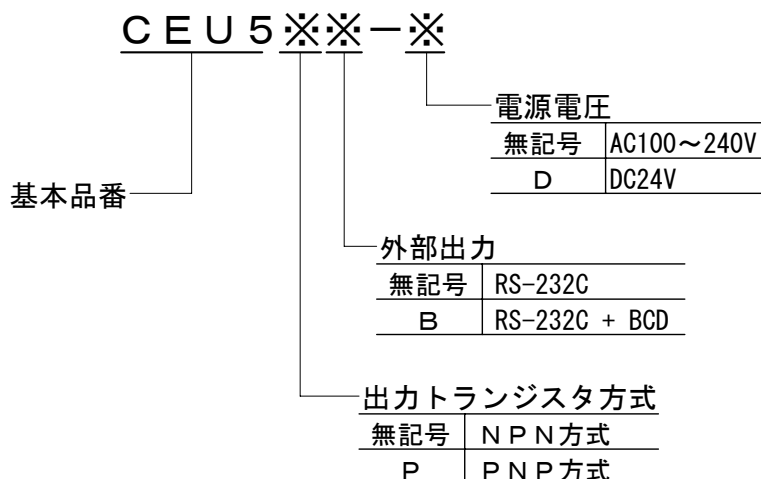 CEU5※※-※
電源電圧
無記号 AC100~240V
D DC24V
基本品番
外部出力
無記号 RS-232C
B RS-232C + BCD
出力トランジスタ方式
無記号 NPN方式
P PNP方式